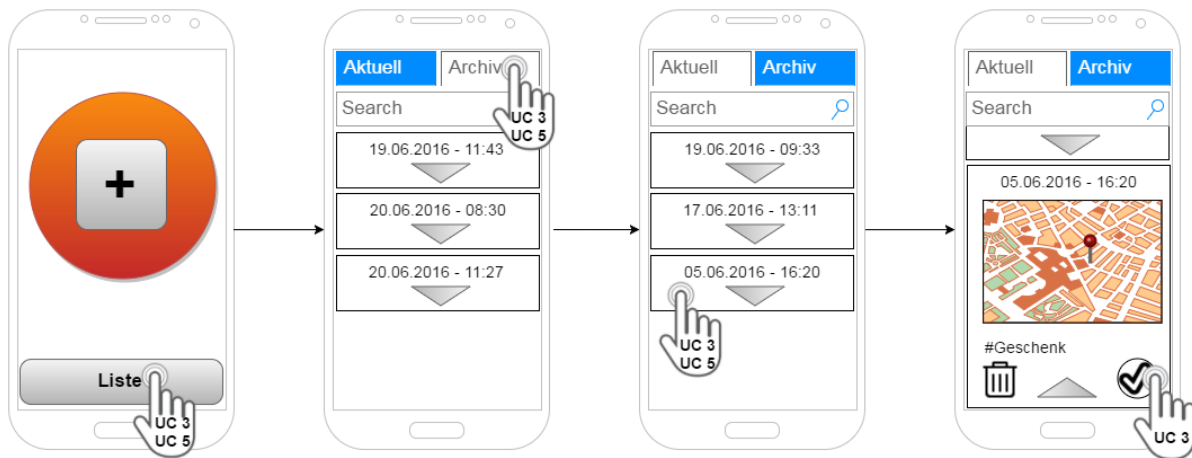 +
Liste
UC 3
UC 5
Aktuell
Archiv
Search
UC 3
UC 5
19.06.2016 - 11:43
20.06.2016 - 08:30
20.06.2016 - 11:27
Aktuell
Archiv
Search
19.06.2016 - 09:33
17.06.2016 - 13:11
05.06.2016 - 16:20
UC 3
UC 5
Aktuell
Archiv
Search
05.06.2016 - 16:20
#Geschenk
UC 3